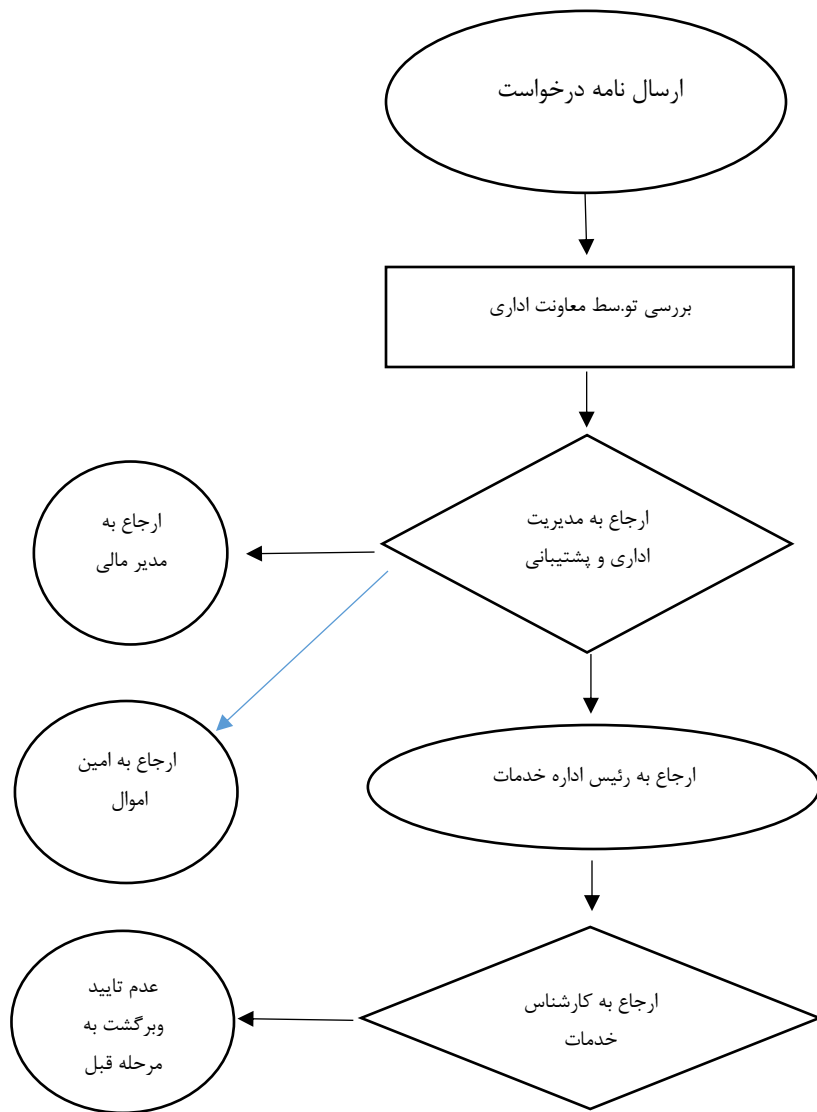 ارسال نامه درخواست
بررسی تو.سط معاونت اداری
ارجاع به مدیریت
اداری و پشتیبانی
ارجاع به
مدیر مالی
ارجاع به امین
اموال
ارجاع به رئیس اداره خدمات
ارجاع به کارشناس
خدمات
عدم تایید
وبرگشت به
مرحله قبل